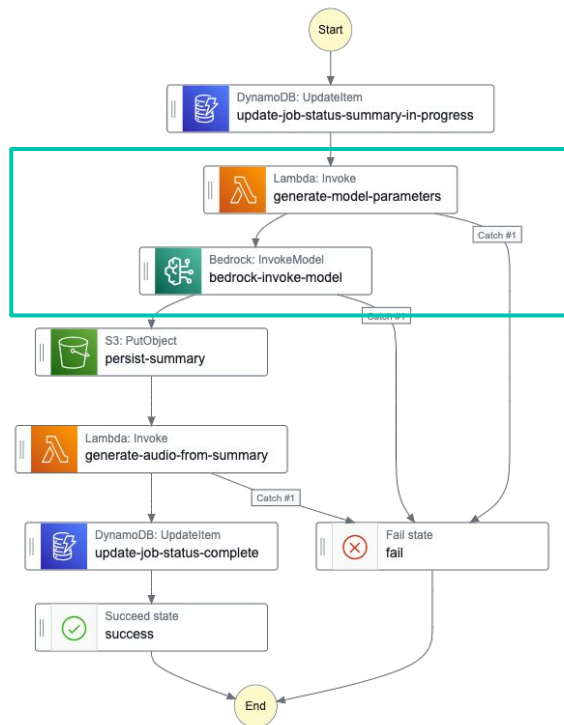 Start
DynamoDB: UpdateItem
update-job-status-summary-in-progress
Lambda: Invoke
generate-model-parameters
Catch #1
Bedrock: InvokeModel
bedrock-invoke-model
Catch #1
S3: PutObject
persist-summary
Lambda: Invoke
generate-audio-from-summary
Catch #1
DynamoDB: UpdateItem
update-job-status-complete
Fail state
fail
Succeed state
success
End